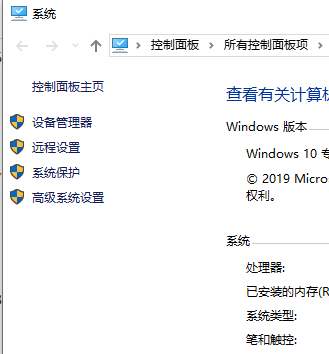 系统
控制面板 > 所有控制面板项 >
控制面板主页
设备管理器
远程设置
系统保护
高级系统设置
查看有关计算机
Windows 版本
Windows 10 专
© 2019 Micros
权利。
系统
处理器:
已安装的内存(R
系统类型:
笔和触控: